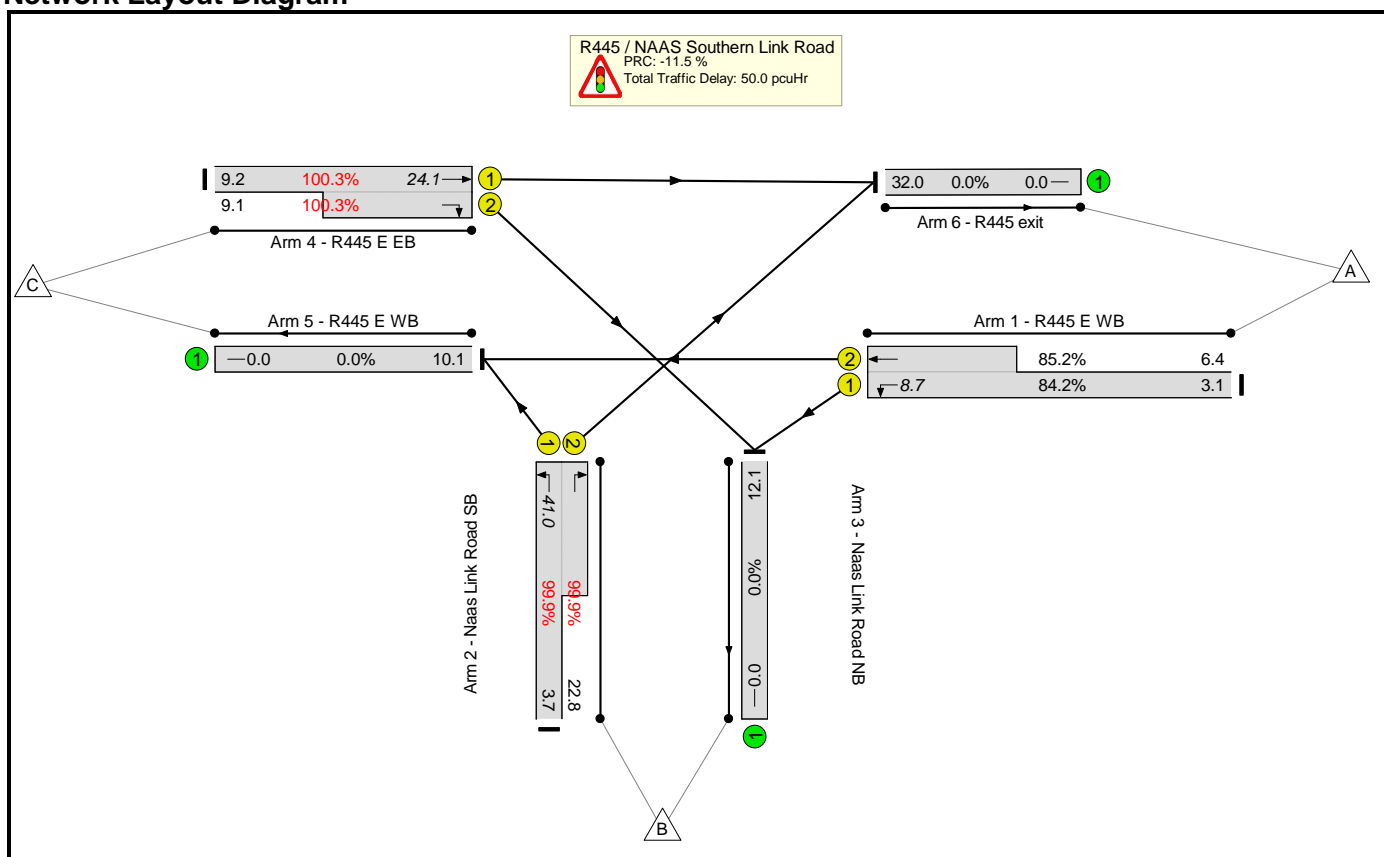 Network Layout Diagram
R445 / NAAS Southern Link Road
PRC: -11.5 %
Total Traffic Delay: 50.0 pcuHr
9.2 100.3% 24.1 1
9.1 100.3% 2
Arm 4 - R445 E EB
32.0 0.0% 0.0 1
Arm 6 - R445 exit
C
A
Arm 5 - R445 E WB
1 0.0 0.0% 10.1
Arm 1 - R445 E WB
2 85.2% 6.4
1 8.7 84.2% 3.1
1 2
Arm 2 - Naas Link Road SB
41.0 99.9% 3.7
99.9% 22.8
12.1 0.0% 0.0
1
Arm 3 - Naas Link Road NB
B